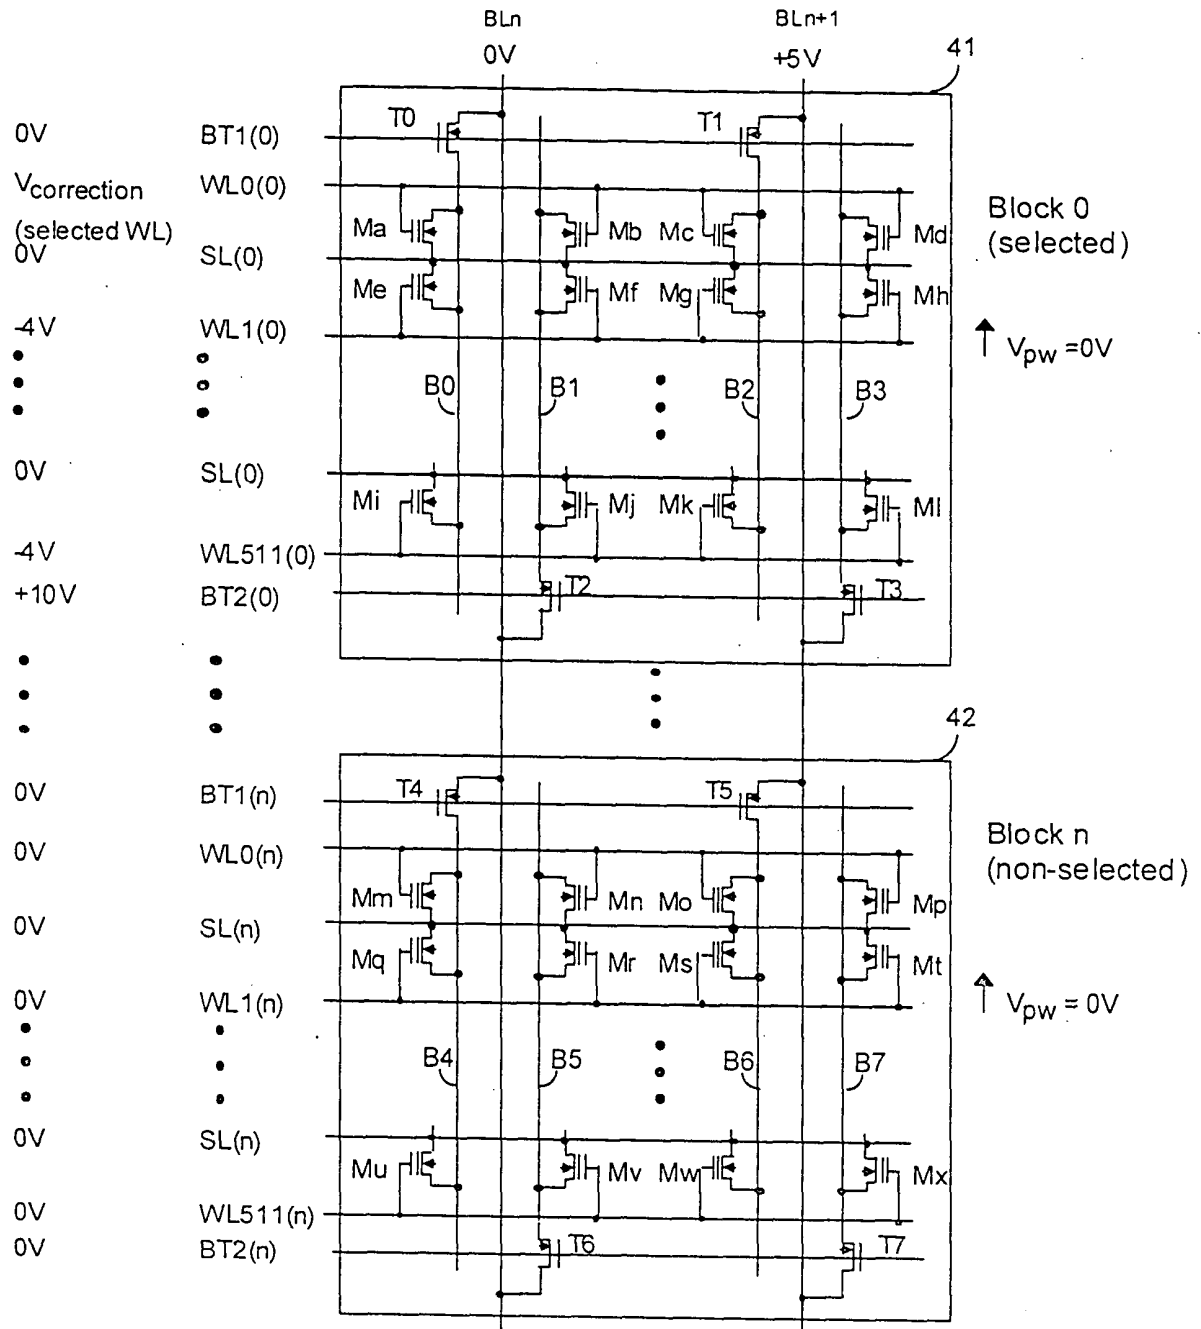 BLn BLn+1
0V +5V
41
T0 T1
0V BT1(0)
Vcorrection WL0(0)
(selected WL)
Ma Mb Mc Md
Block 0
(selected)
0V SL(0)
Me Mf Mg Mh
-4V WL1(0)
Vpw =0V
B0 B1 B2 B3
0V SL(0)
Mi Mj Mk Ml
-4V WL511(0)
+10V BT2(0)
T2 T3
42
0V BT1(n)
T4 T5
0V WL0(n)
Block n
(non-selected)
Mm Mn Mo Mp
0V SL(n)
Mq Mr Ms Mt
0V WL1(n)
Vpw = 0V
B4 B5 B6 B7
0V SL(n)
Mu Mv Mw Mx
0V WL511(n)
0V BT2(n)
T6 T7